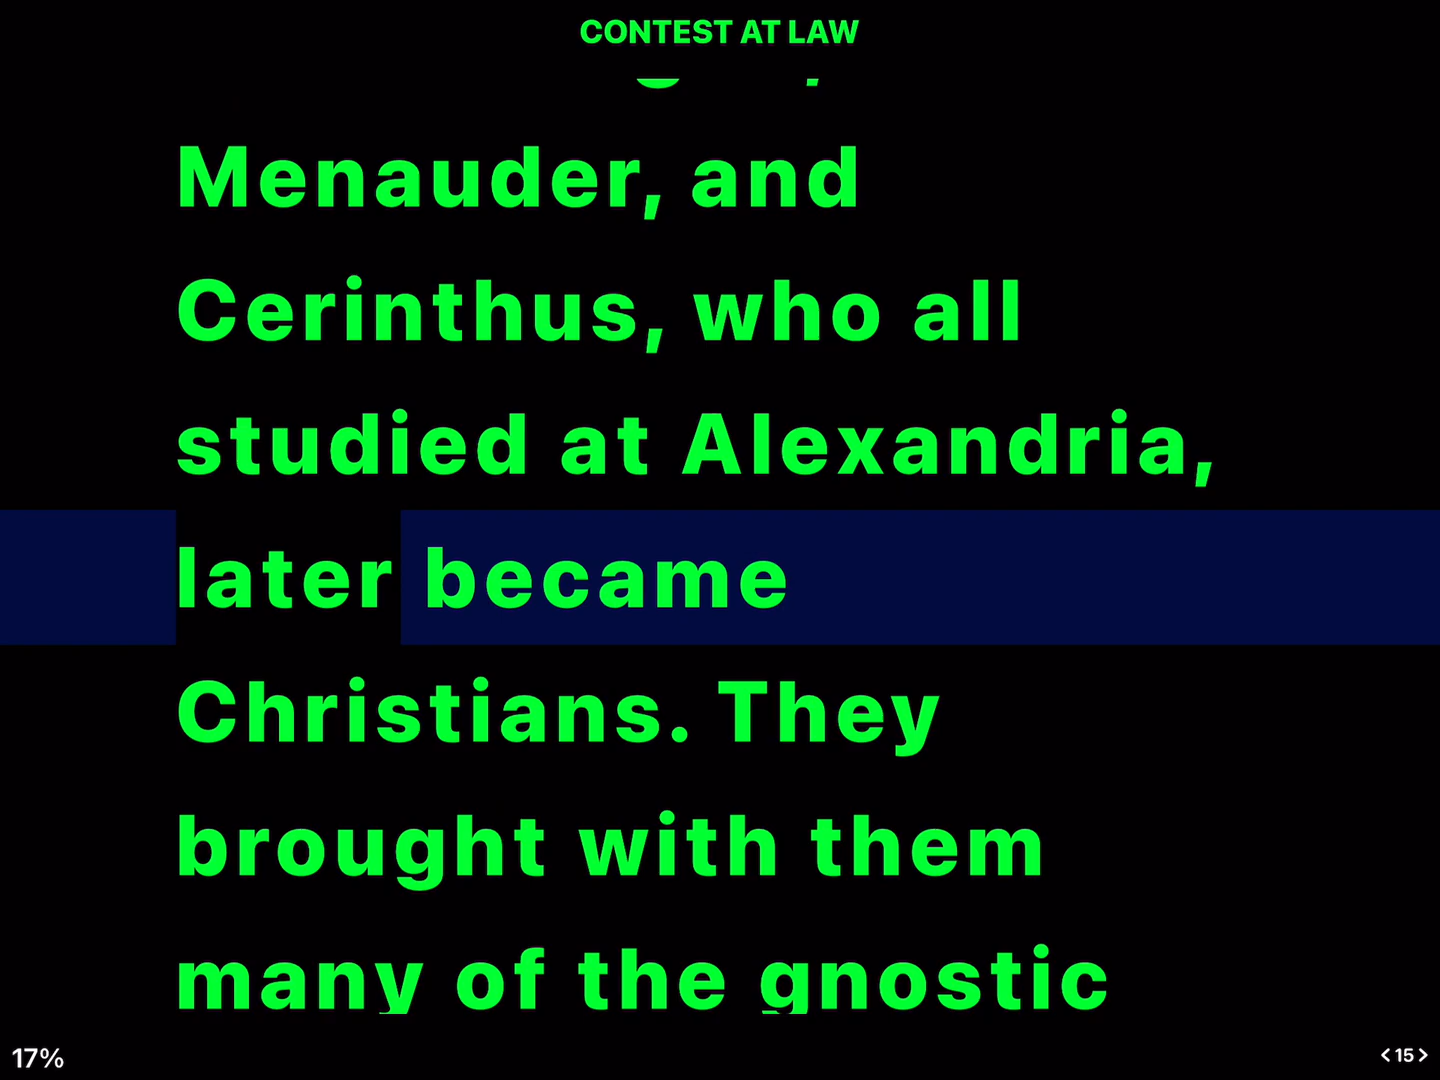 CONTEST AT LAW
Menauder, and
Cerinthus, who all
studied at Alexandria,
later became
Christians. They
brought with them
many of the gnostic
17%
<15>